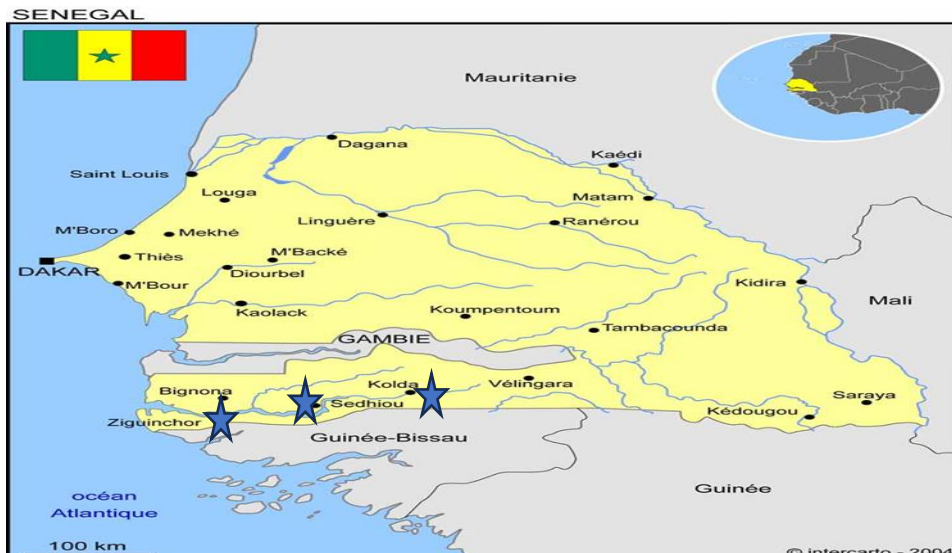 SENEGAL
Mauritanie
Dagana
Kaédi
Saint Louis
Louga
Matam
Linguère
Ranérou
M'Boro
Mekhé
M'Backé
Thiès
DAKAR
Diourbel
M'Bour
Kidira
Kaolack
Koumpentoum
Mali
Tambacounda
GAMBIE
Bignona
Kolda
Vélingara
Sedhiou
Saraya
Ziguinchor
Kédougou
Guinée-Bissau
Guinée
océan
Atlantique
100 km
© intercarto - 2004